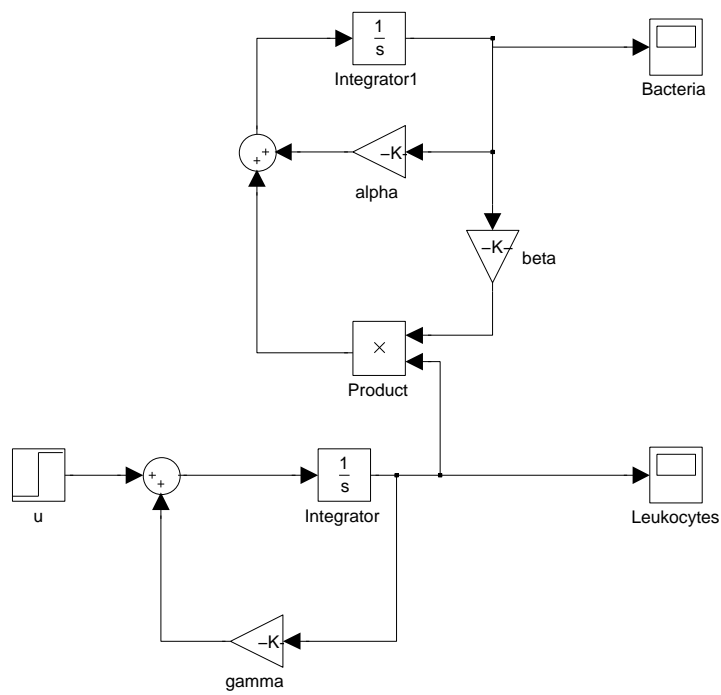 1
s
Integrator1
Bacteria
+
+
–K–
alpha
–K–
beta
×
Product
u
+
+
1
s
Integrator
Leukocytes
–K–
gamma